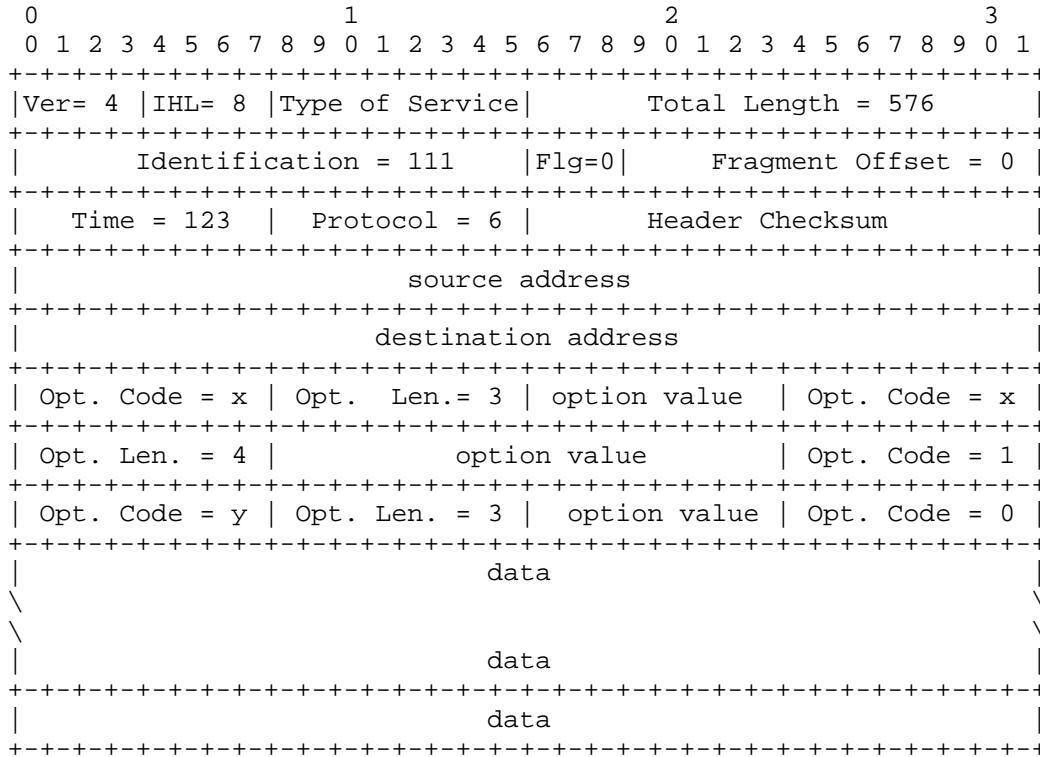 0                   1                   2                   3
0 1 2 3 4 5 6 7 8 9 0 1 2 3 4 5 6 7 8 9 0 1 2 3 4 5 6 7 8 9 0 1
+-+-+-+-+-+-+-+-+-+-+-+-+-+-+-+-+-+-+-+-+-+-+-+-+-+-+-+-+-+-+-+-+
|Ver= 4 |IHL= 8 |Type of Service|       Total Length = 576      |
+-+-+-+-+-+-+-+-+-+-+-+-+-+-+-+-+-+-+-+-+-+-+-+-+-+-+-+-+-+-+-+-+
|       Identification = 111    |Flg=0|     Fragment Offset = 0 |
+-+-+-+-+-+-+-+-+-+-+-+-+-+-+-+-+-+-+-+-+-+-+-+-+-+-+-+-+-+-+-+-+
|   Time = 123  |  Protocol = 6 |       Header Checksum         |
+-+-+-+-+-+-+-+-+-+-+-+-+-+-+-+-+-+-+-+-+-+-+-+-+-+-+-+-+-+-+-+-+
|                        source address                         |
+-+-+-+-+-+-+-+-+-+-+-+-+-+-+-+-+-+-+-+-+-+-+-+-+-+-+-+-+-+-+-+-+
|                      destination address                      |
+-+-+-+-+-+-+-+-+-+-+-+-+-+-+-+-+-+-+-+-+-+-+-+-+-+-+-+-+-+-+-+-+
| Opt. Code = x | Opt.  Len.= 3 | option value  | Opt. Code = x |
+-+-+-+-+-+-+-+-+-+-+-+-+-+-+-+-+-+-+-+-+-+-+-+-+-+-+-+-+-+-+-+-+
| Opt. Len. = 4 |           option value        | Opt. Code = 1 |
+-+-+-+-+-+-+-+-+-+-+-+-+-+-+-+-+-+-+-+-+-+-+-+-+-+-+-+-+-+-+-+-+
| Opt. Code = y | Opt. Len. = 3 |  option value | Opt. Code = 0 |
+-+-+-+-+-+-+-+-+-+-+-+-+-+-+-+-+-+-+-+-+-+-+-+-+-+-+-+-+-+-+-+-+
|                             data                              |
\                                                               \
\                                                               \
|                             data                              |
+-+-+-+-+-+-+-+-+-+-+-+-+-+-+-+-+-+-+-+-+-+-+-+-+-+-+-+-+-+-+-+-+
|                             data                              |
+-+-+-+-+-+-+-+-+-+-+-+-+-+-+-+-+-+-+-+-+-+-+-+-+-+-+-+-+-+-+-+-+